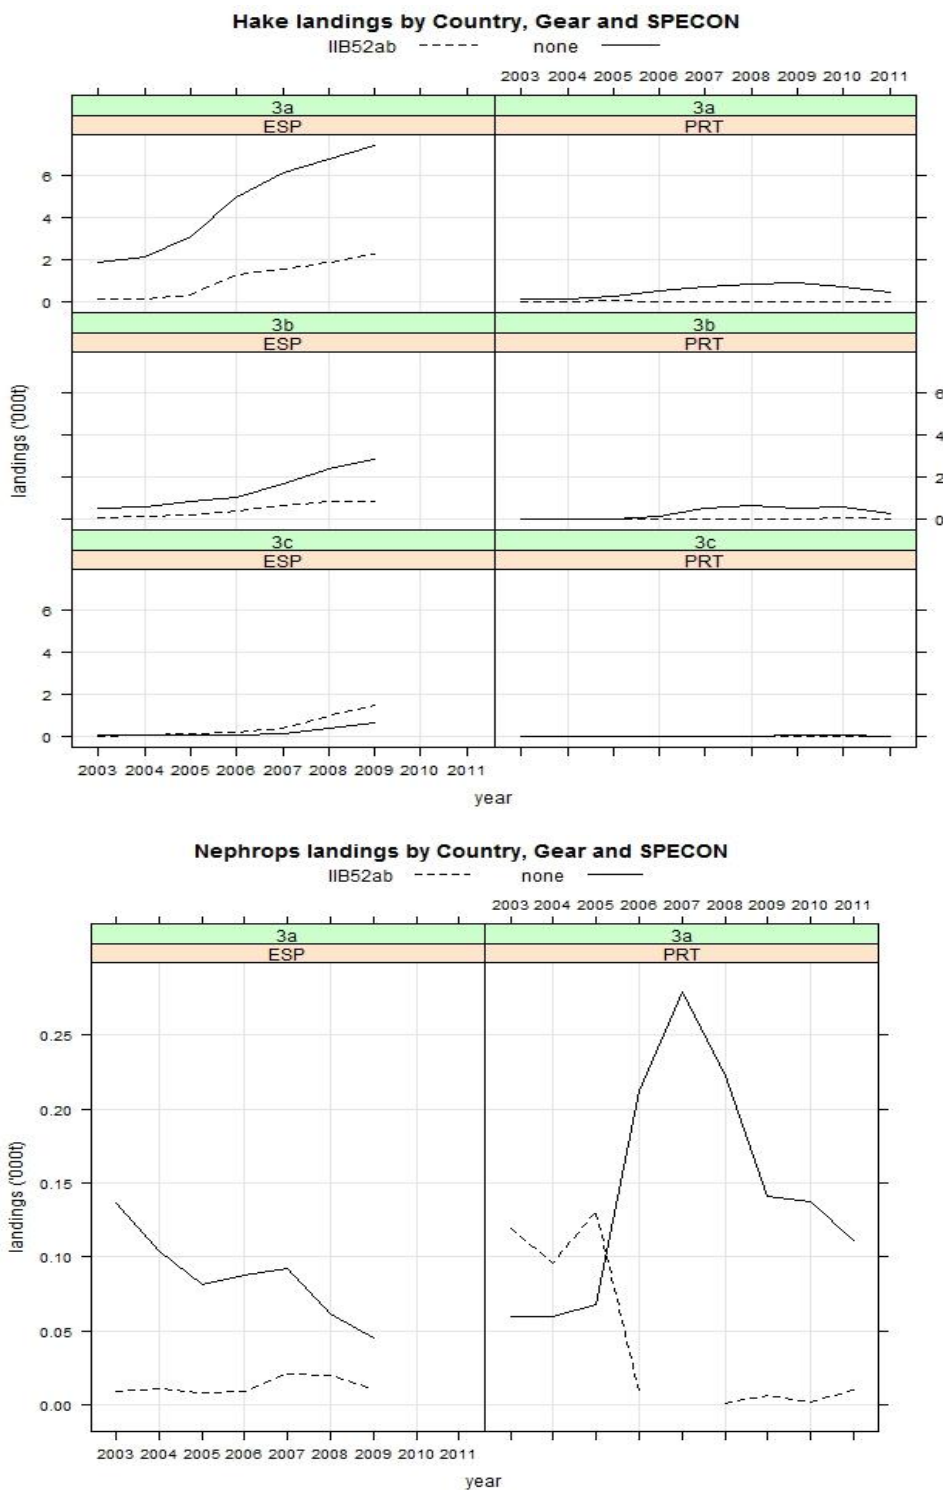 Hake landings by Country, Gear and SPECON
IIB52ab none
2003 2004 2005 2006 2007 2008 2009 2010 2011
3a 3a
ESP PRT
6
4
2
0
3b 3b
ESP PRT
6
4
2
0
landings ('000t)
3c 3c
ESP PRT
6
4
2
0
2003 2004 2005 2006 2007 2008 2009 2010 2011
year
Nephrops landings by Country, Gear and SPECON
IIB52ab none
2003 2004 2005 2006 2007 2008 2009 2010 2011
3a 3a
ESP PRT
0.25
0.20
0.15
0.10
0.05
0.00
landings ('000t)
2003 2004 2005 2006 2007 2008 2009 2010 2011
year